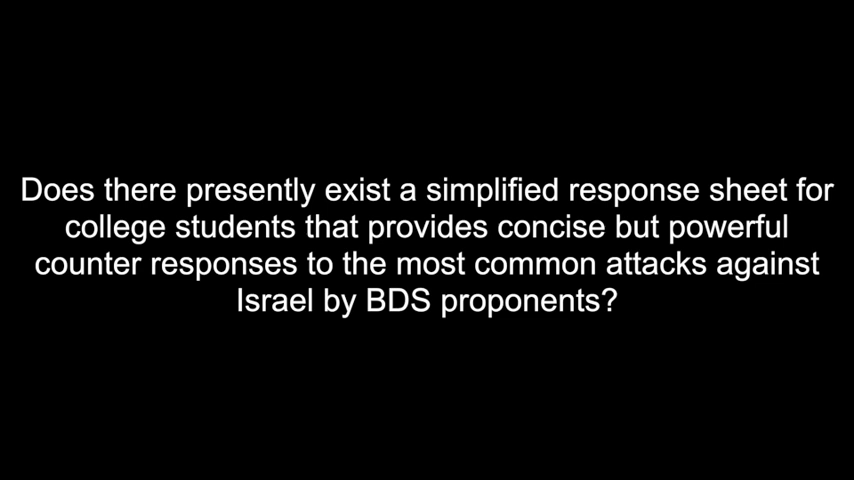 Does there presently exist a simplified response sheet for
college students that provides concise but powerful
counter responses to the most common attacks against
Israel by BDS proponents?